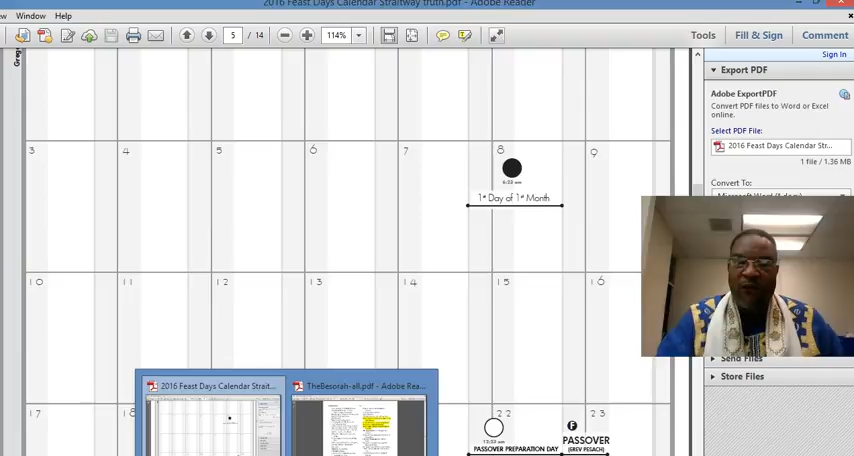 2016 Feast Days Calendar Straitway truth.pdf - Adobe Reader
Window Help
5 / 14
114%
Tools
Fill & Sign
Comment
Sign In
Export PDF
Adobe ExportPDF
Convert PDF files to Word or Excel
online.
Select PDF File:
2016 Feast Days Calendar Str...
1 file / 1.36 MB
Convert To:
3 4 5 6 7 8 9
1st Day of 1st Month
10 11 12 13 14 15 16
Send Files
Store Files
2016 Feast Days Calendar Strait...
TheBesorah-all.pdf - Adobe Rea...
17 18 22 23
F
PASSOVER PREPARATION DAY
PASSOVER
(EREV PESACH)